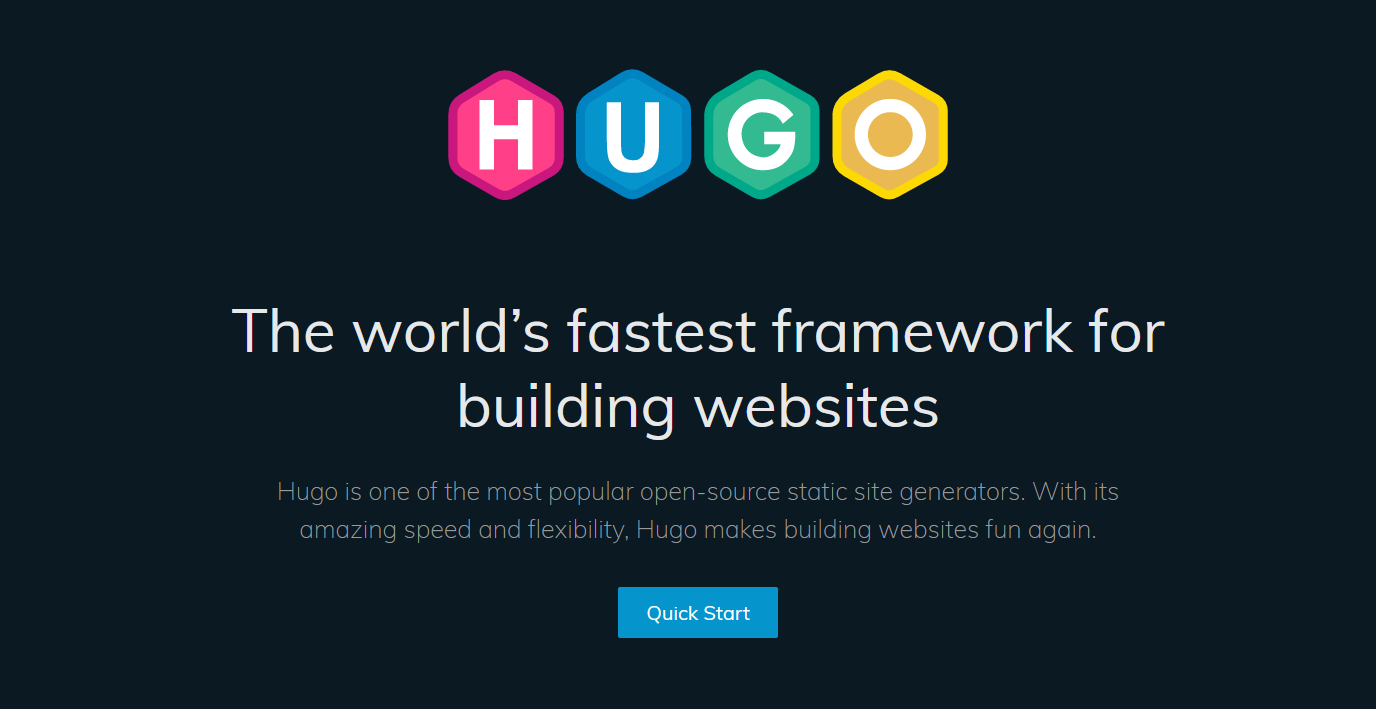 HUGO
The world’s fastest framework for
building websites
Hugo is one of the most popular open-source static site generators. With its
amazing speed and flexibility, Hugo makes building websites fun again.
Quick Start